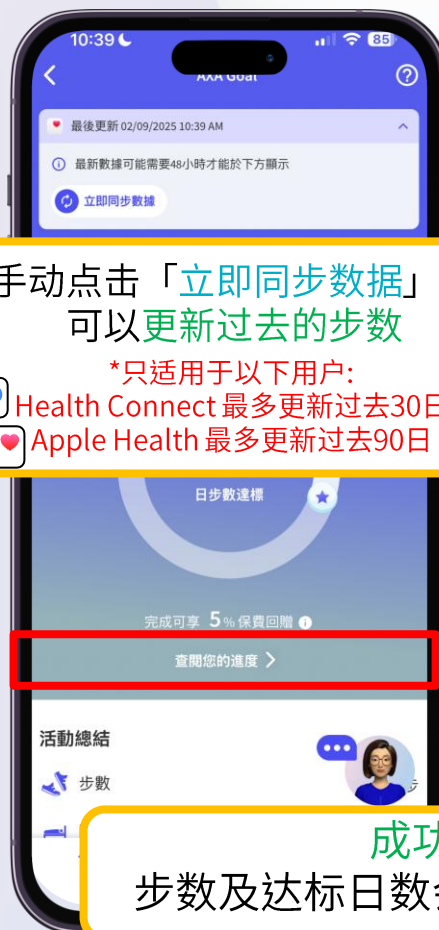 10:39
85
AXA Goal
最後更新 02/09/2025 10:39 AM
最新數據可能需要48小時才能於下方顯示
立即同步數據
手动点击「立即同步数据」
可以更新过去的步数
*只适用于以下用户:
Health Connect 最多更新过去30日
Apple Health 最多更新过去90日
日步數達標
完成可享 5% 保費回贈
查閱您的進度
活動總結
步數
步
成功
步数及达标日数会